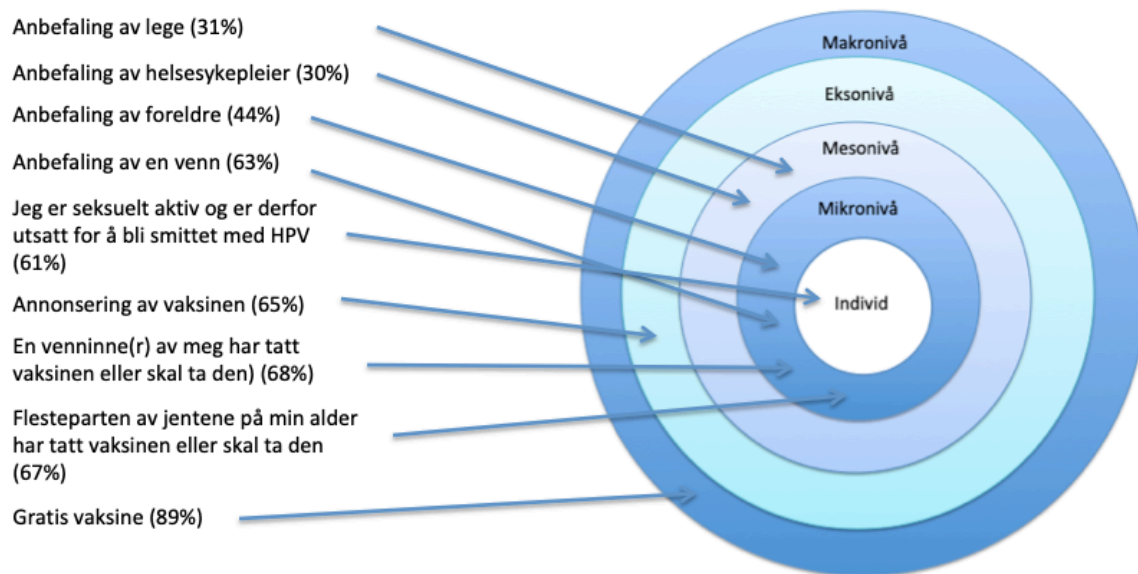 Anbefaling av lege (31%)
Anbefaling av helsesykepleier (30%)
Anbefaling av foreldre (44%)
Anbefaling av en venn (63%)
Jeg er seksuelt aktiv og er derfor
utsatt for å bli smittet med HPV
(61%)
Annonsering av vaksinen (65%)
En venninne(r) av meg har tatt
vaksinen eller skal ta den) (68%)
Flesteparten av jentene på min alder
har tatt vaksinen eller skal ta den
(67%)
Gratis vaksine (89%)
Makronivå
Eksonivå
Mesonivå
Mikronivå
Individ